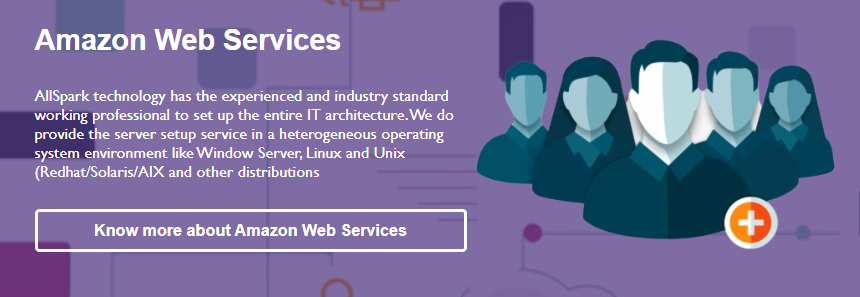 Amazon Web Services
AllSpark technology has the experienced and industry standard
working professional to set up the entire IT architecture. We do
provide the server setup service in a heterogeneous operating
system environment like Window Server, Linux and Unix
(Redhat/Solaris/AIX and other distributions
Know more about Amazon Web Services